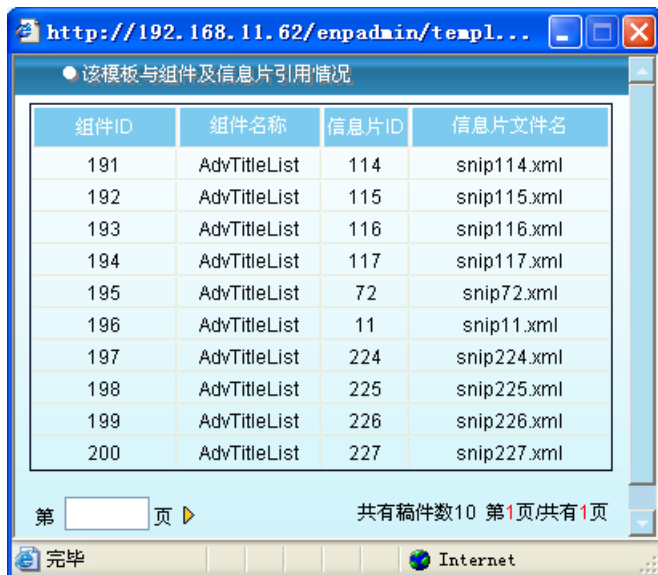 http://192.168.11.62/enpadmin/templ...
该模板与组件及信息片引用情况
组件ID 组件名称 信息片ID 信息片文件名
191 AdvTitleList 114 snip114.xml
192 AdvTitleList 115 snip115.xml
193 AdvTitleList 116 snip116.xml
194 AdvTitleList 117 snip117.xml
195 AdvTitleList 72 snip72.xml
196 AdvTitleList 11 snip11.xml
197 AdvTitleList 224 snip224.xml
198 AdvTitleList 225 snip225.xml
199 AdvTitleList 226 snip226.xml
200 AdvTitleList 227 snip227.xml
第 页 共有稿件数10 第1页/共有1页
完毕 Internet